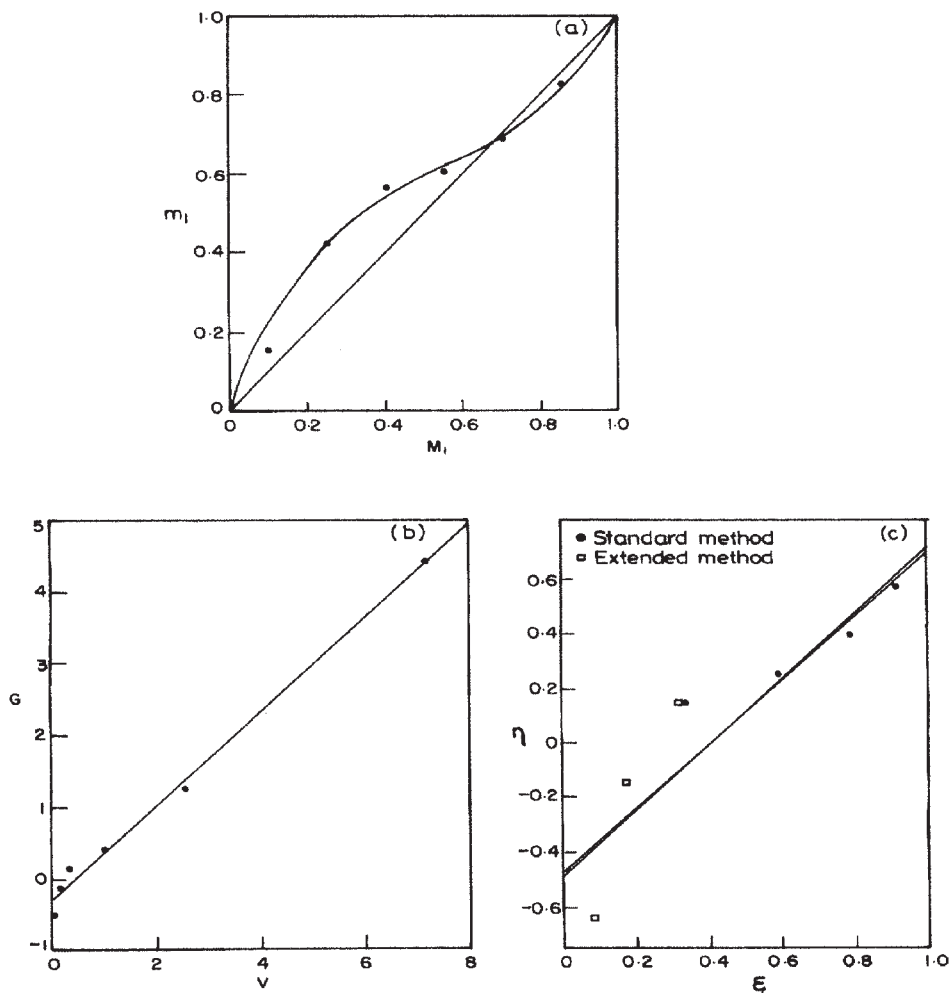 (a)
1.0
0.8
0.6
m₁
0.4
0.2
0
0 0.2 0.4 0.6 0.8 1.0
M₁
(b)
5
4
3
G
2
1
0
-1
0 2 4 6 8
V
(c)
● Standard method
□ Extended method
0.6
0.4
0.2
η
0
-0.2
-0.4
-0.6
0 0.2 0.4 0.6 0.8 1.0
ξ